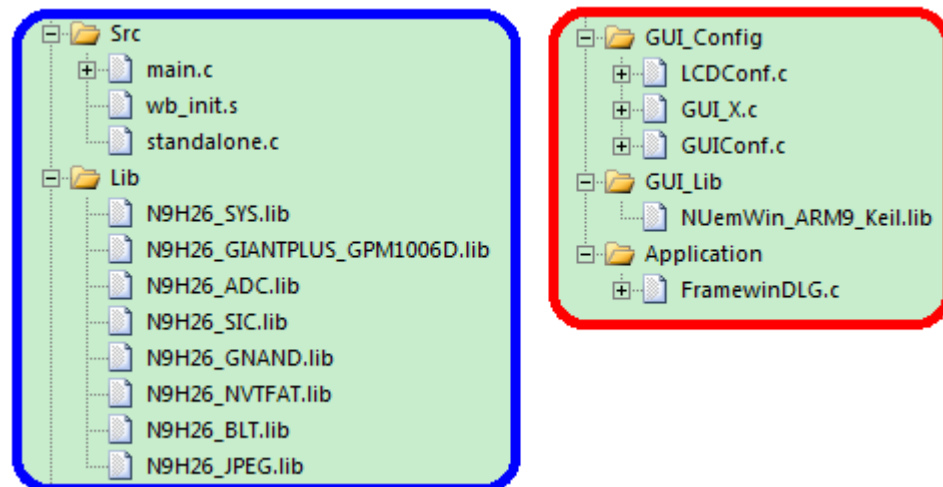 Src
main.c
wb_init.s
standalone.c
Lib
N9H26_SYS.lib
N9H26_GIANTPLUS_GPM1006D.lib
N9H26_ADC.lib
N9H26_SIC.lib
N9H26_GNAND.lib
N9H26_NVTFAT.lib
N9H26_BLT.lib
N9H26_JPEG.lib
GUI_Config
LCDConf.c
GUI_X.c
GUIConf.c
GUI_Lib
NUemWin_ARM9_Keil.lib
Application
FramewinDLG.c